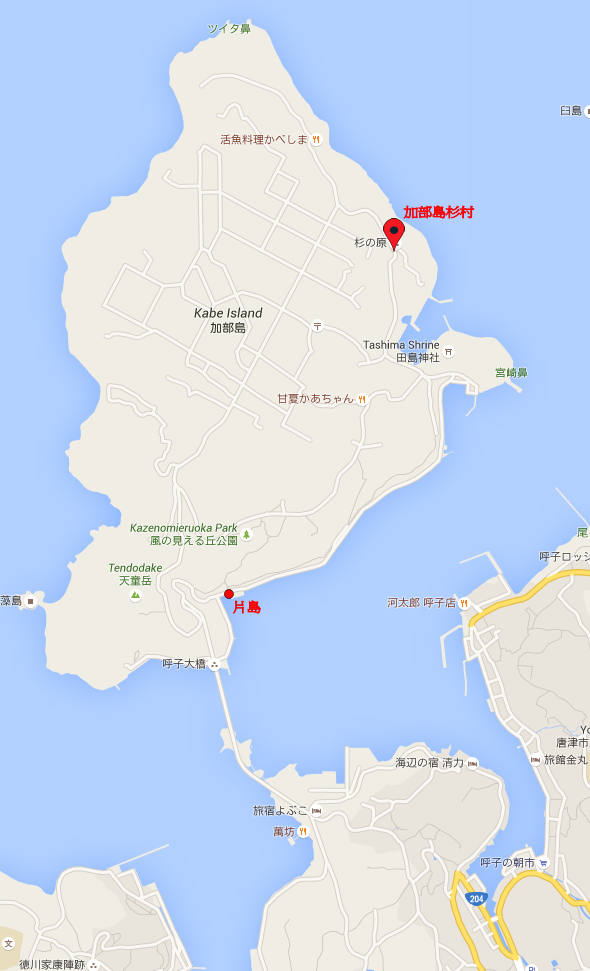 ツイタ鼻
臼島
活魚料理かべしま
加部島杉村
杉の原
Kabe Island
加部島
Tashima Shrine
田島神社
宮崎鼻
甘夏かあちゃん
Kazenomieruoka Park
風の見える丘公園
尾
呼子ロッジ
Tendodake
天童岳
藻島
片島
河太郎 呼子店
呼子大橋
Yo
唐津市
海辺の宿 清力
旅館金丸
旅宿よぶこ
萬坊
呼子の朝市
204
徳川家康陣跡